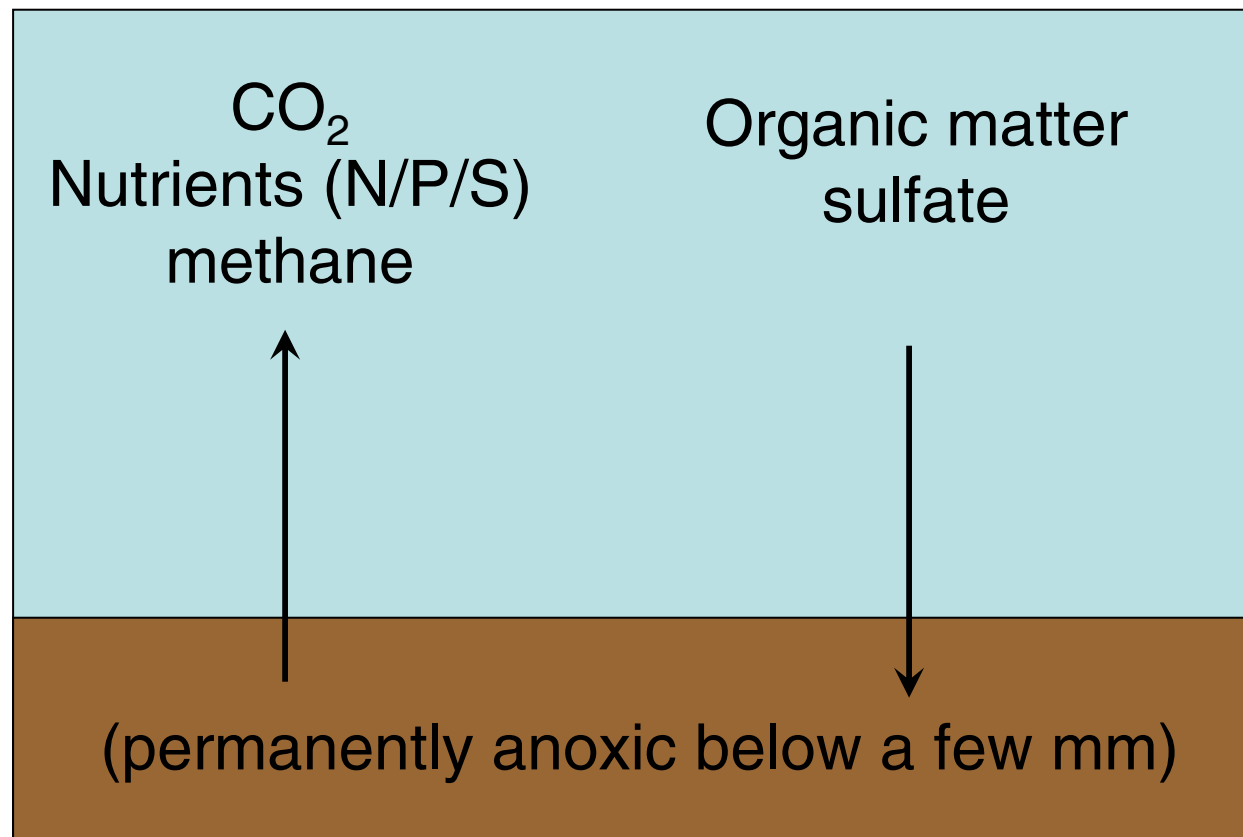 CO₂
Nutrients (N/P/S)
methane
Organic matter
sulfate
(permanently anoxic below a few mm)